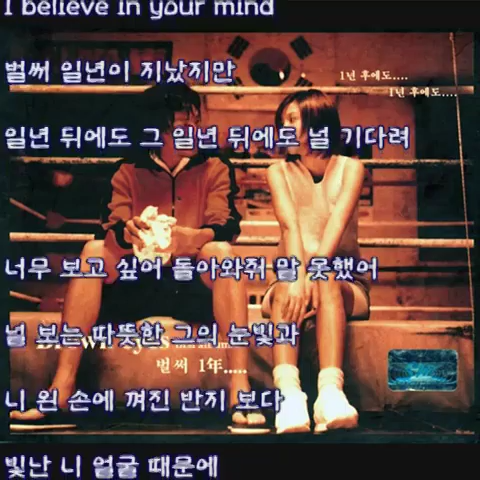 I believe in your mind
벌써 일년이 지났지만
1년 후에도....
1년 후에도....
일년 뒤에도 그 일년 뒤에도 널 기다려
너무 보고 싶어 돌아와줘 말 못했어
널 보는 따뜻한 그의 눈빛과
Brown Eyes
벌써 1年.....
니 왼 손에 껴진 반지 보다
빛난 니 얼굴 때문에